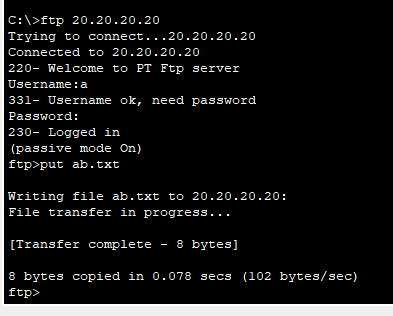 C:\>ftp 20.20.20.20
Trying to connect...20.20.20.20
Connected to 20.20.20.20
220- Welcome to PT Ftp server
Username:a
331- Username ok, need password
Password:
230- Logged in
(passive mode On)
ftp>put ab.txt
Writing file ab.txt to 20.20.20.20:
File transfer in progress...
[Transfer complete - 8 bytes]
8 bytes copied in 0.078 secs (102 bytes/sec)
ftp>